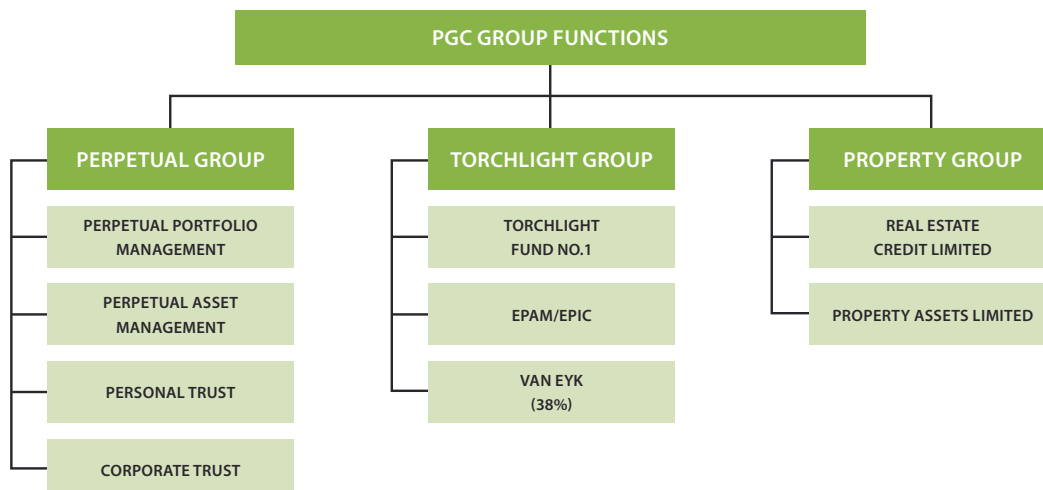 PGC GROUP FUNCTIONS
PERPETUAL GROUP
PERPETUAL PORTFOLIO
MANAGEMENT
PERPETUAL ASSET
MANAGEMENT
PERSONAL TRUST
CORPORATE TRUST
TORCHLIGHT GROUP
TORCHLIGHT
FUND NO.1
EPAM/EPIC
VAN EYK
(38%)
PROPERTY GROUP
REAL ESTATE
CREDIT LIMITED
PROPERTY ASSETS LIMITED